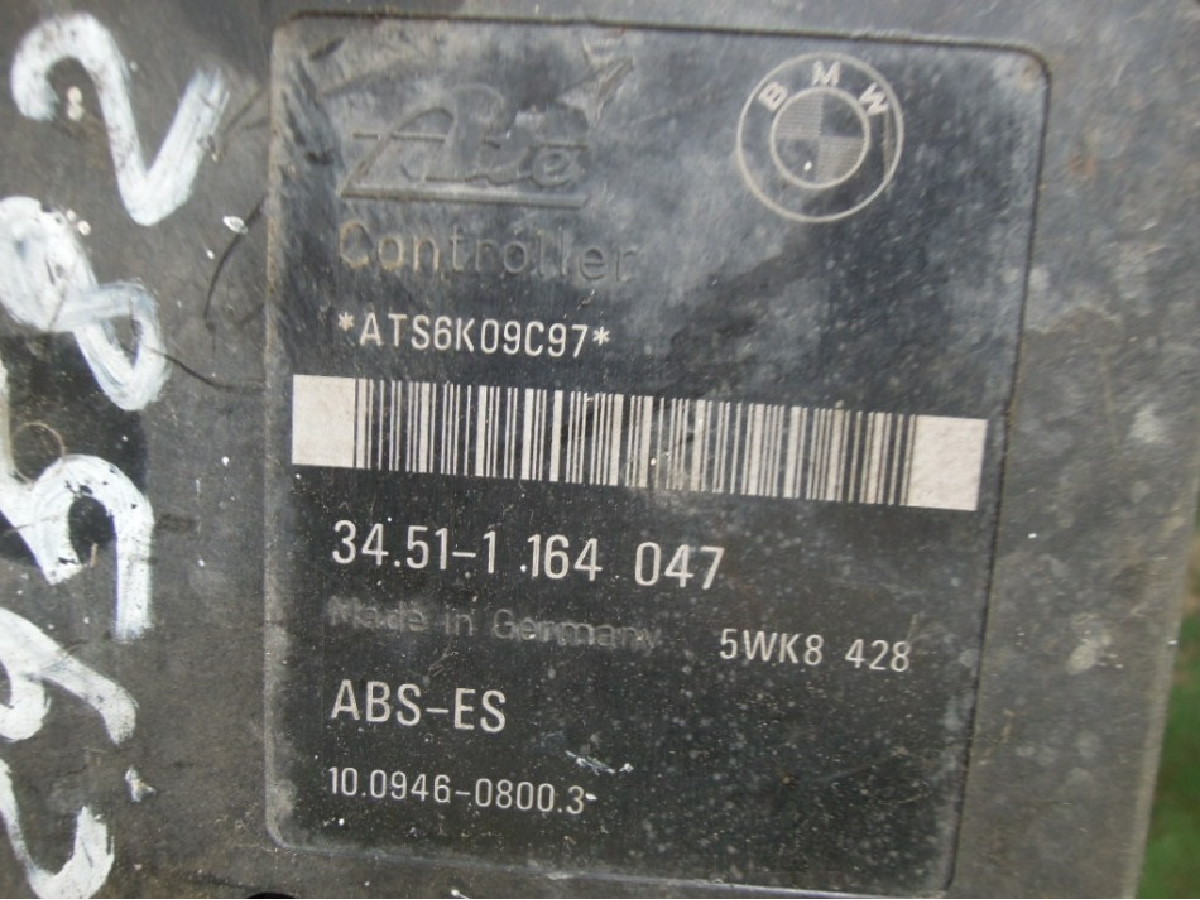 BMW
Ate
Controller
*ATS6K09C97*
34.51-1 164 047
Made in Germany
5WK8 428
ABS-ES
10.0946-0800.3